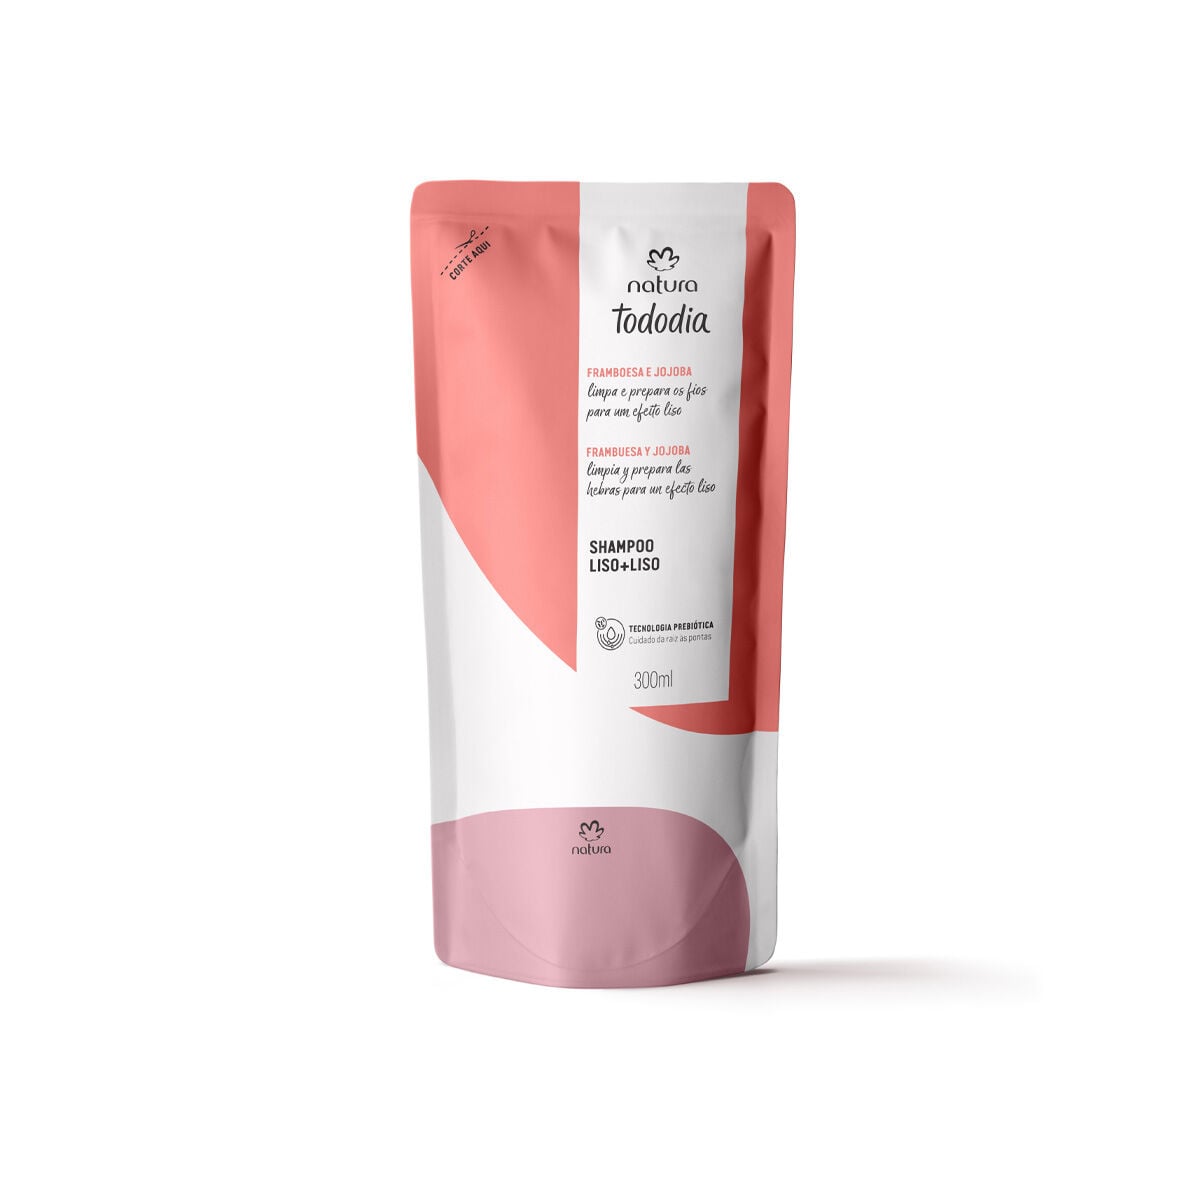 CORTE AQUI
natura
Tododia
FRAMBOESA E JOJOBA
limpa e prepara os fios
para um efeito liso
FRAMBUESA Y JOJOBA
limpia y prepara las
hebras para un efecto liso
SHAMPOO
LISO+LISO
TECNOLOGIA PREBIÓTICA
Cuidado da raiz às pontas
300ml
natura